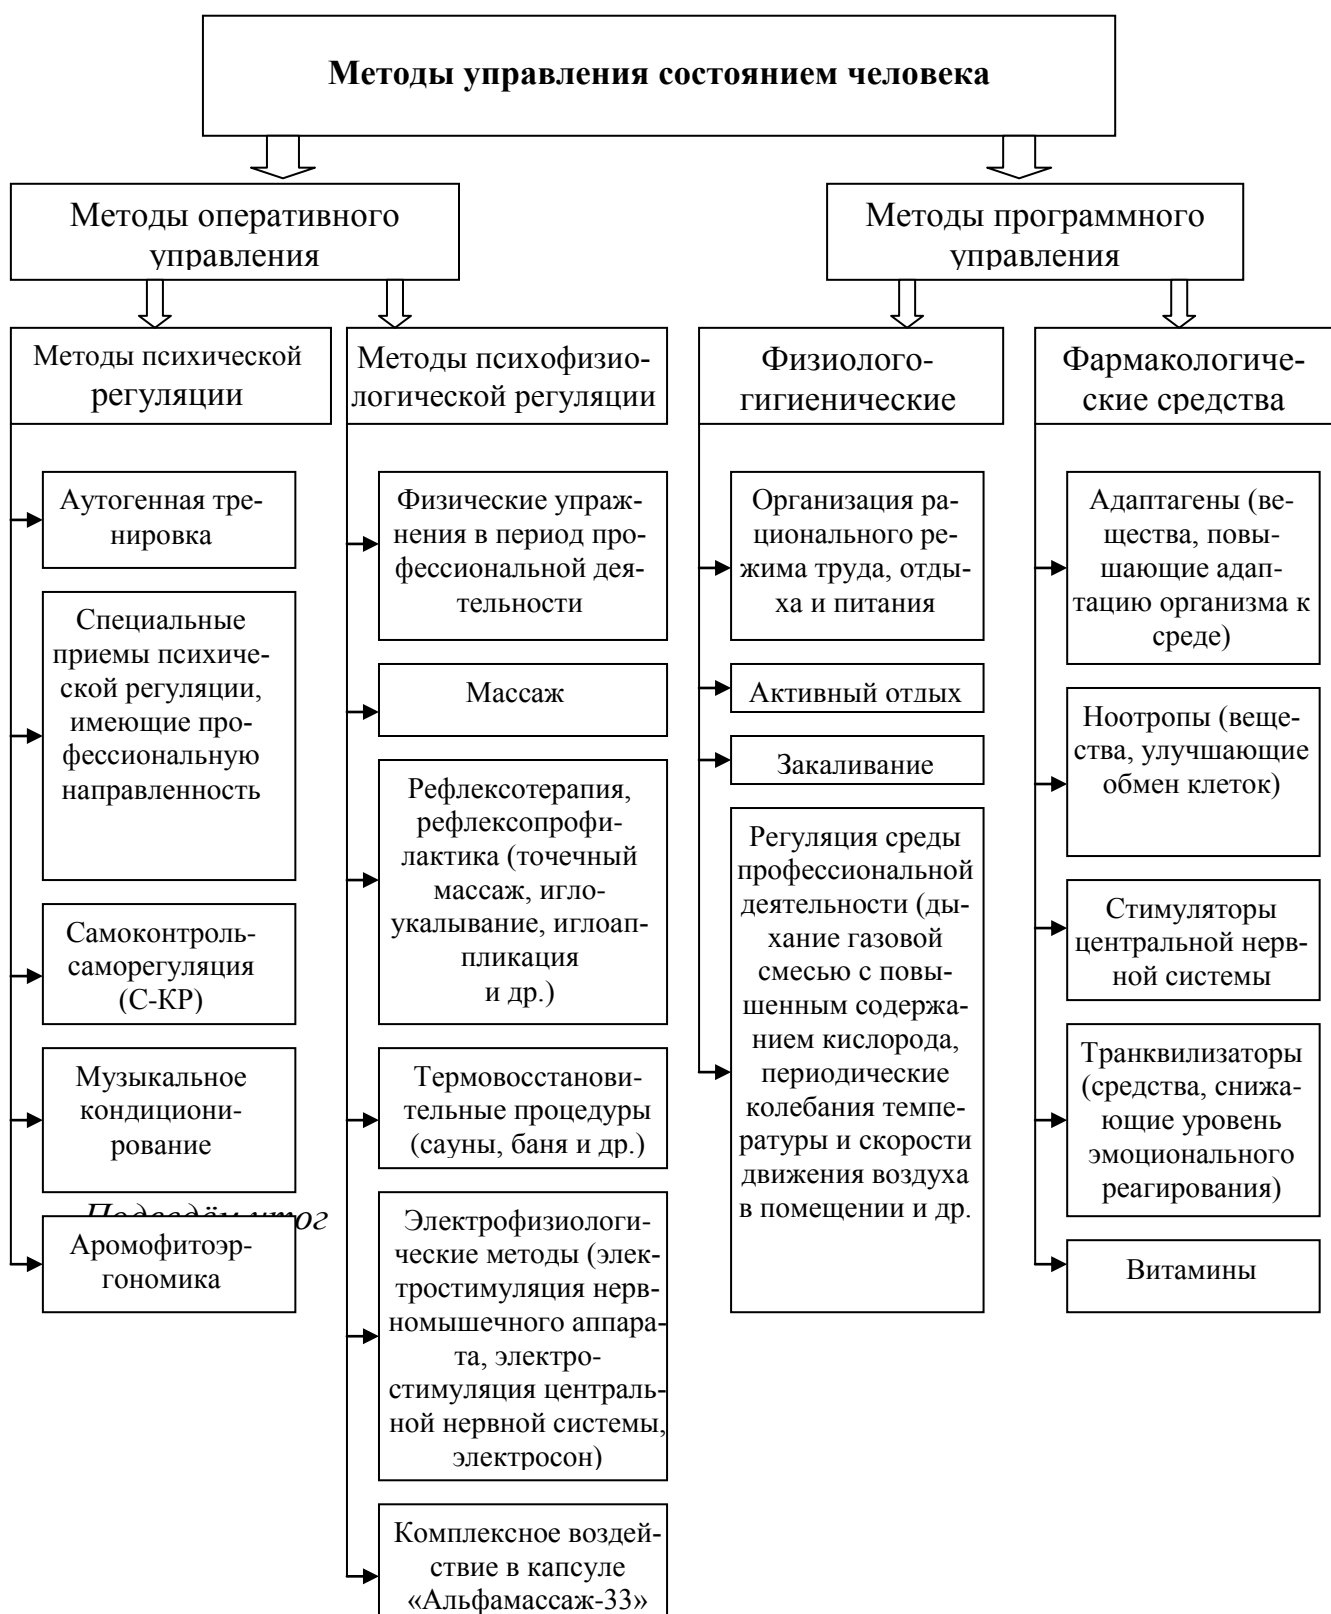 Методы управления состоянием человека
Методы оперативного
управления
Методы программного
управления
Методы психической
регуляции
Методы психофизио-
логической регуляции
Физиолого-
гигиенические
Фармакологиче-
ские средства
Аутогенная тре-
нировка
Специальные
приемы психиче-
ской регуляции,
имеющие про-
фессиональную
направленность
Самоконтроль-
саморегуляция
(С-КР)
Музыкальное
кондициони-
рование
Подведём итог
Аромофитоэр-
гономика
Физические упраж-
нения в период про-
фессиональной дея-
тельности
Массаж
Рефлексотерапия,
рефлексопрофи-
лактика (точечный
массаж, игло-
укалывание, иглоап-
пликация
и др.)
Термовосстанови-
тельные процедуры
(сауны, баня и др.)
Электрофизиологи-
ческие методы (элек-
тростимуляция нерв-
номышечного аппара-
та, электро-
стимуляция централь-
ной нервной системы,
электросон)
Комплексное воздей-
ствие в капсуле
«Альфамассаж-33»
Организация ра-
ционального ре-
жима труда, отды-
ха и питания
Активный отдых
Закаливание
Регуляция среды
профессиональной
деятельности (ды-
хание газовой
смесью с повы-
шенным содержа-
нием кислорода,
периодические
колебания темпе-
ратуры и скорости
движения воздуха
в помещении и др.
Адаптагены (ве-
щества, повы-
шающие адап-
тацию организма к
среде)
Ноотропы (веще-
ства, улучшающие
обмен клеток)
Стимуляторы
центральной нерв-
ной системы
Транквилизаторы
(средства, снижа-
ющие уровень
эмоционального
реагирования)
Витамины